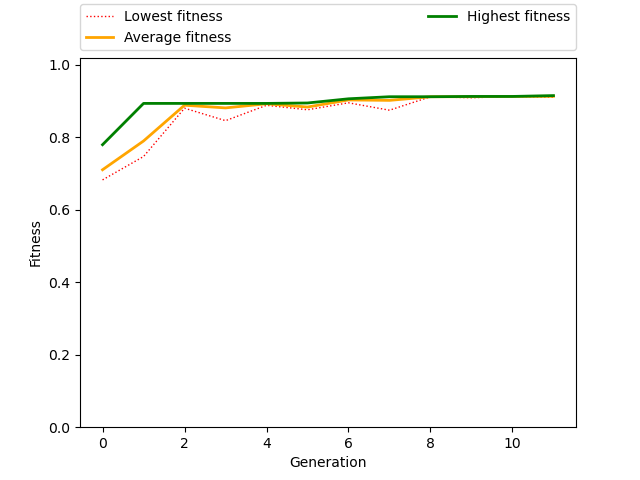 Lowest fitness
Average fitness
Highest fitness
1.0
0.8
0.6
0.4
0.2
0.0
Fitness
0 2 4 6 8 10
Generation